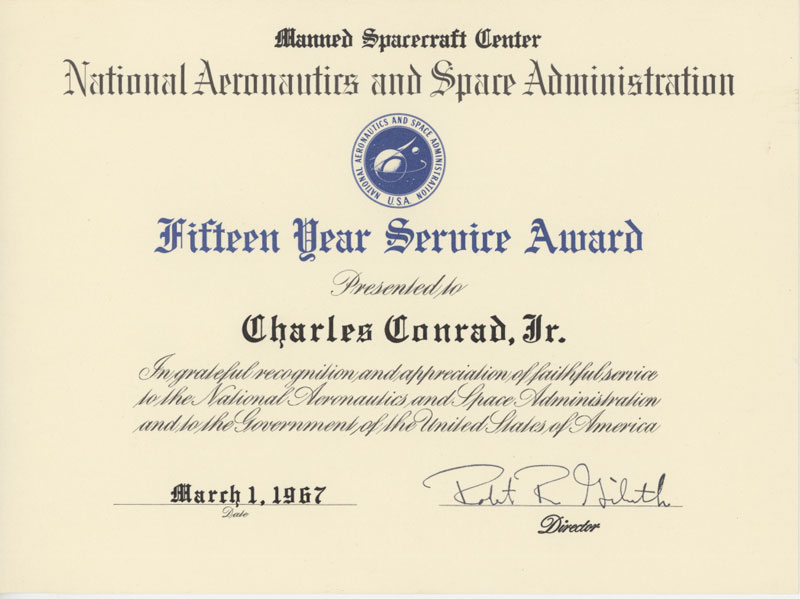 Manned Spacecraft Center
National Aeronautics and Space Administration
NATIONAL AERONAUTICS AND SPACE ADMINISTRATION
U.S.A.
Fifteen Year Service Award
Presented to
Charles Conrad, Jr.
In grateful recognition and appreciation of faithful service
to the National Aeronautics and Space Administration
and to the Government of the United States of America
March 1, 1967
Date
Robert R. Gilruth
Director